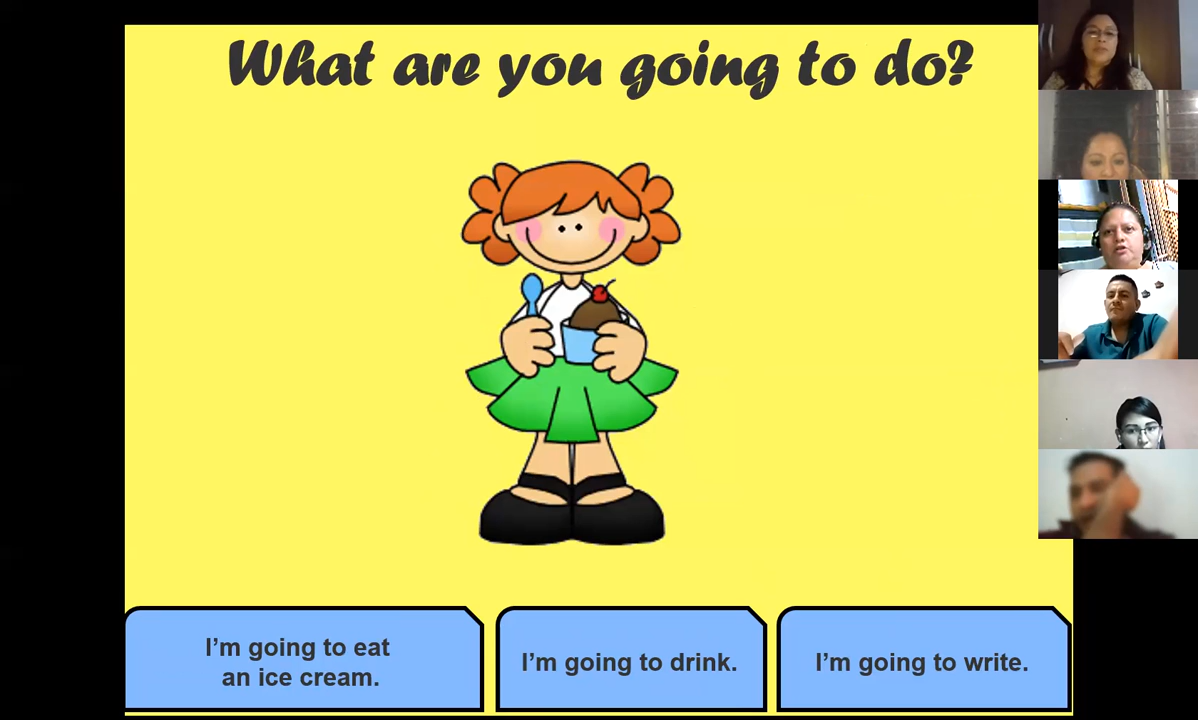 What are you going to do?
I’m going to eat
an ice cream.
I’m going to drink.
I’m going to write.